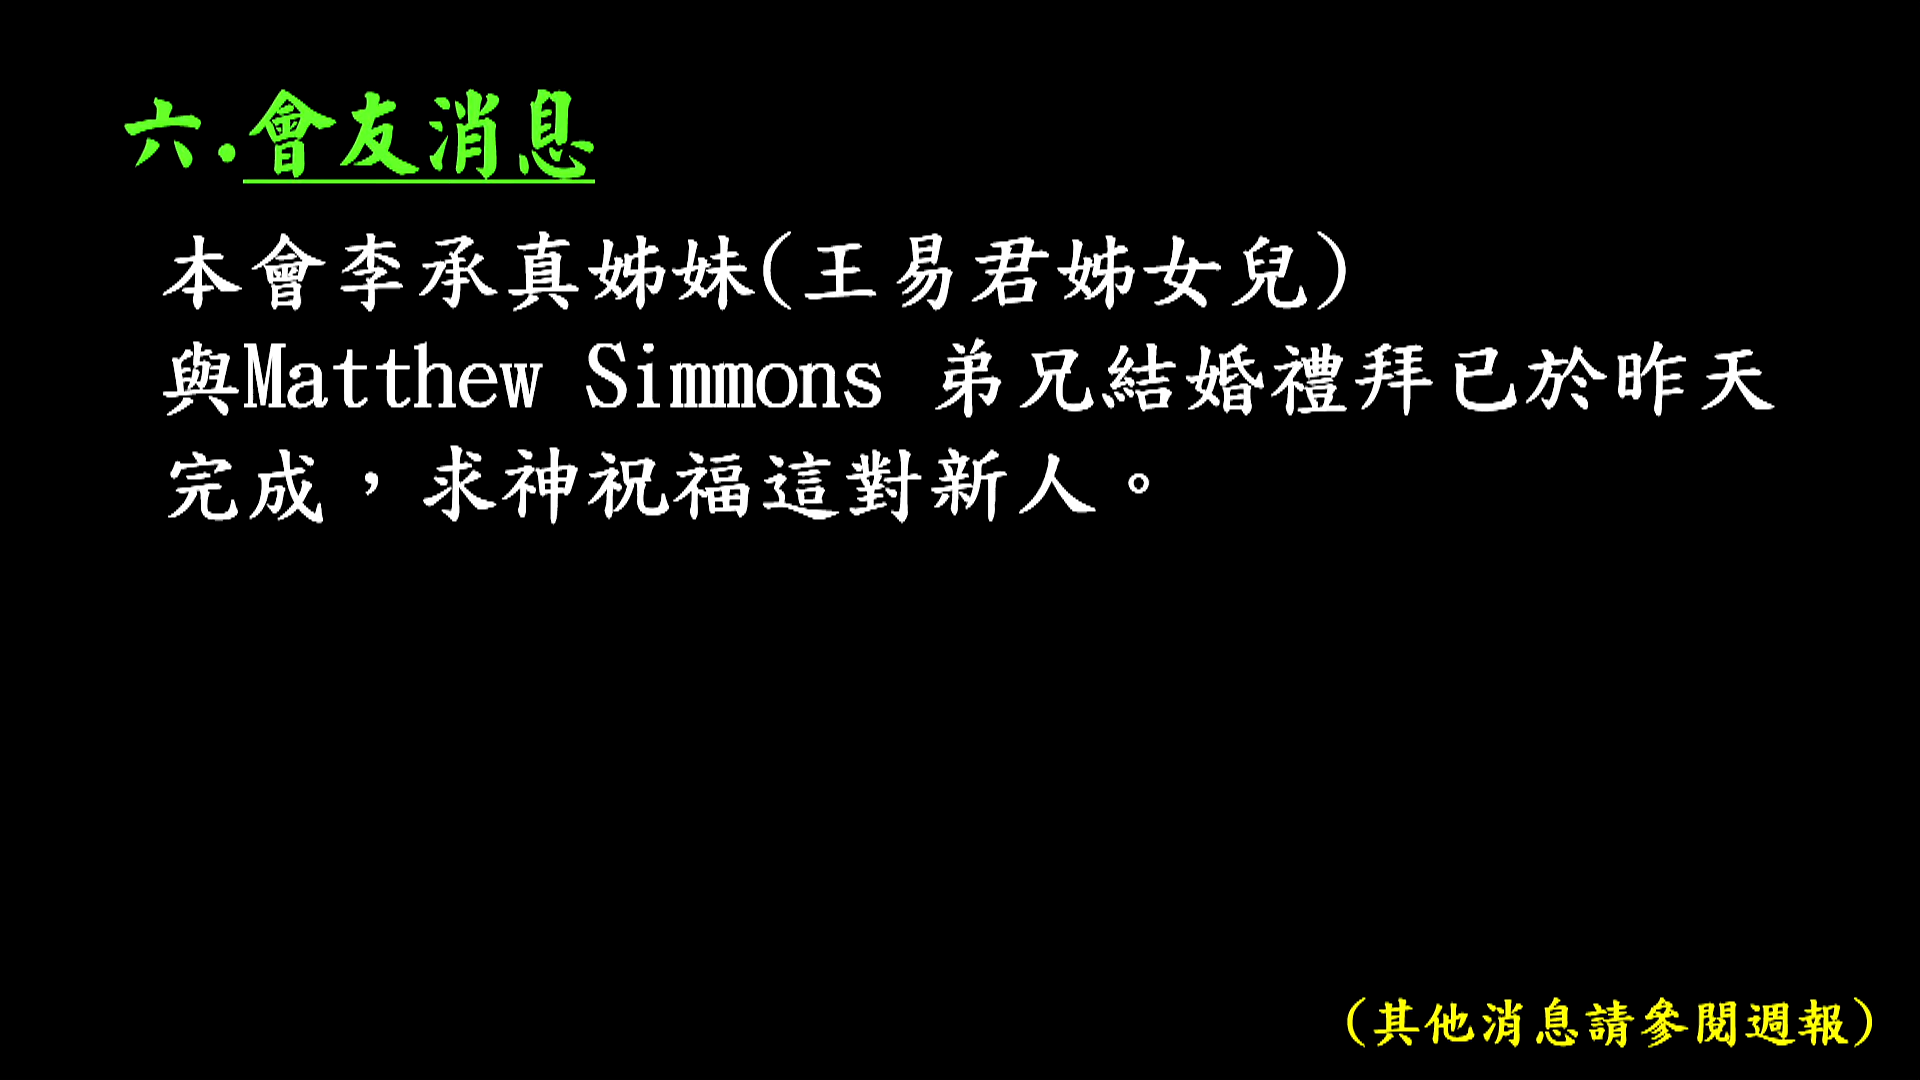 六.會友消息
本會李承真姊妹(王易君姊女兒)
與Matthew Simmons 弟兄結婚禮拜已於昨天
完成，求神祝福這對新人。
(其他消息請參閱週報)